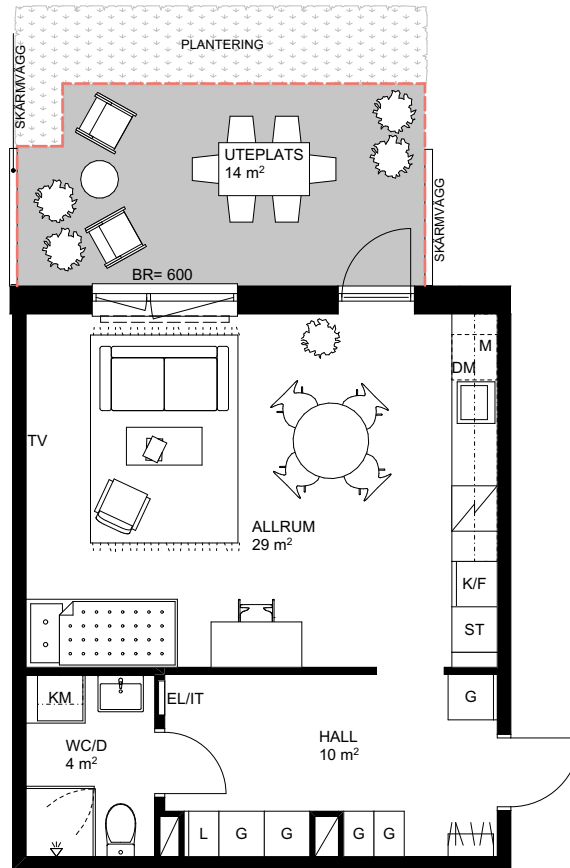 PLANTERING
SKÄRMVÄGG
UTEPLATS
14 m²
SKÄRMVÄGG
BR= 600
M
DM
TV
ALLRUM
29 m²
K/F
ST
KM
EL/IT
G
WC/D
4 m²
HALL
10 m²
L
G
G
G
G